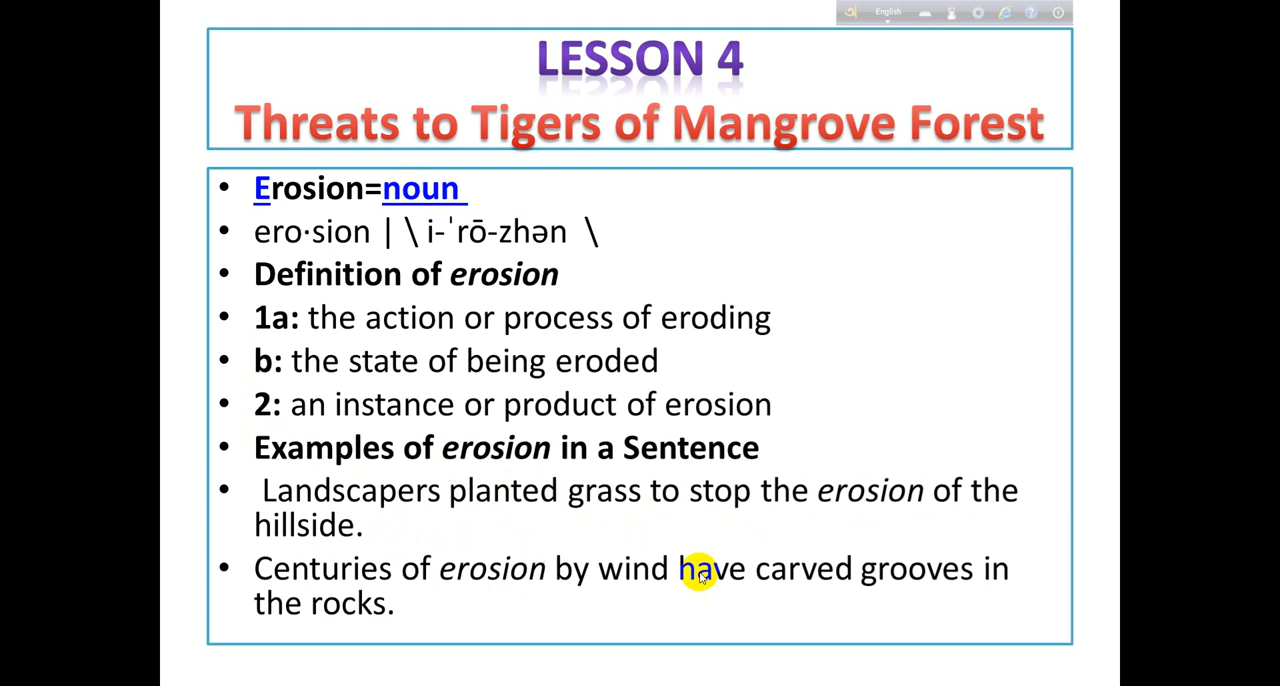 English
LESSON 4
Threats to Tigers of Mangrove Forest
• Erosion=noun
• ero·sion | \ i-ˈrō-zhən \
• Definition of erosion
• 1a: the action or process of eroding
• b: the state of being eroded
• 2: an instance or product of erosion
• Examples of erosion in a Sentence
• Landscapers planted grass to stop the erosion of the
hillside.
• Centuries of erosion by wind have carved grooves in
the rocks.